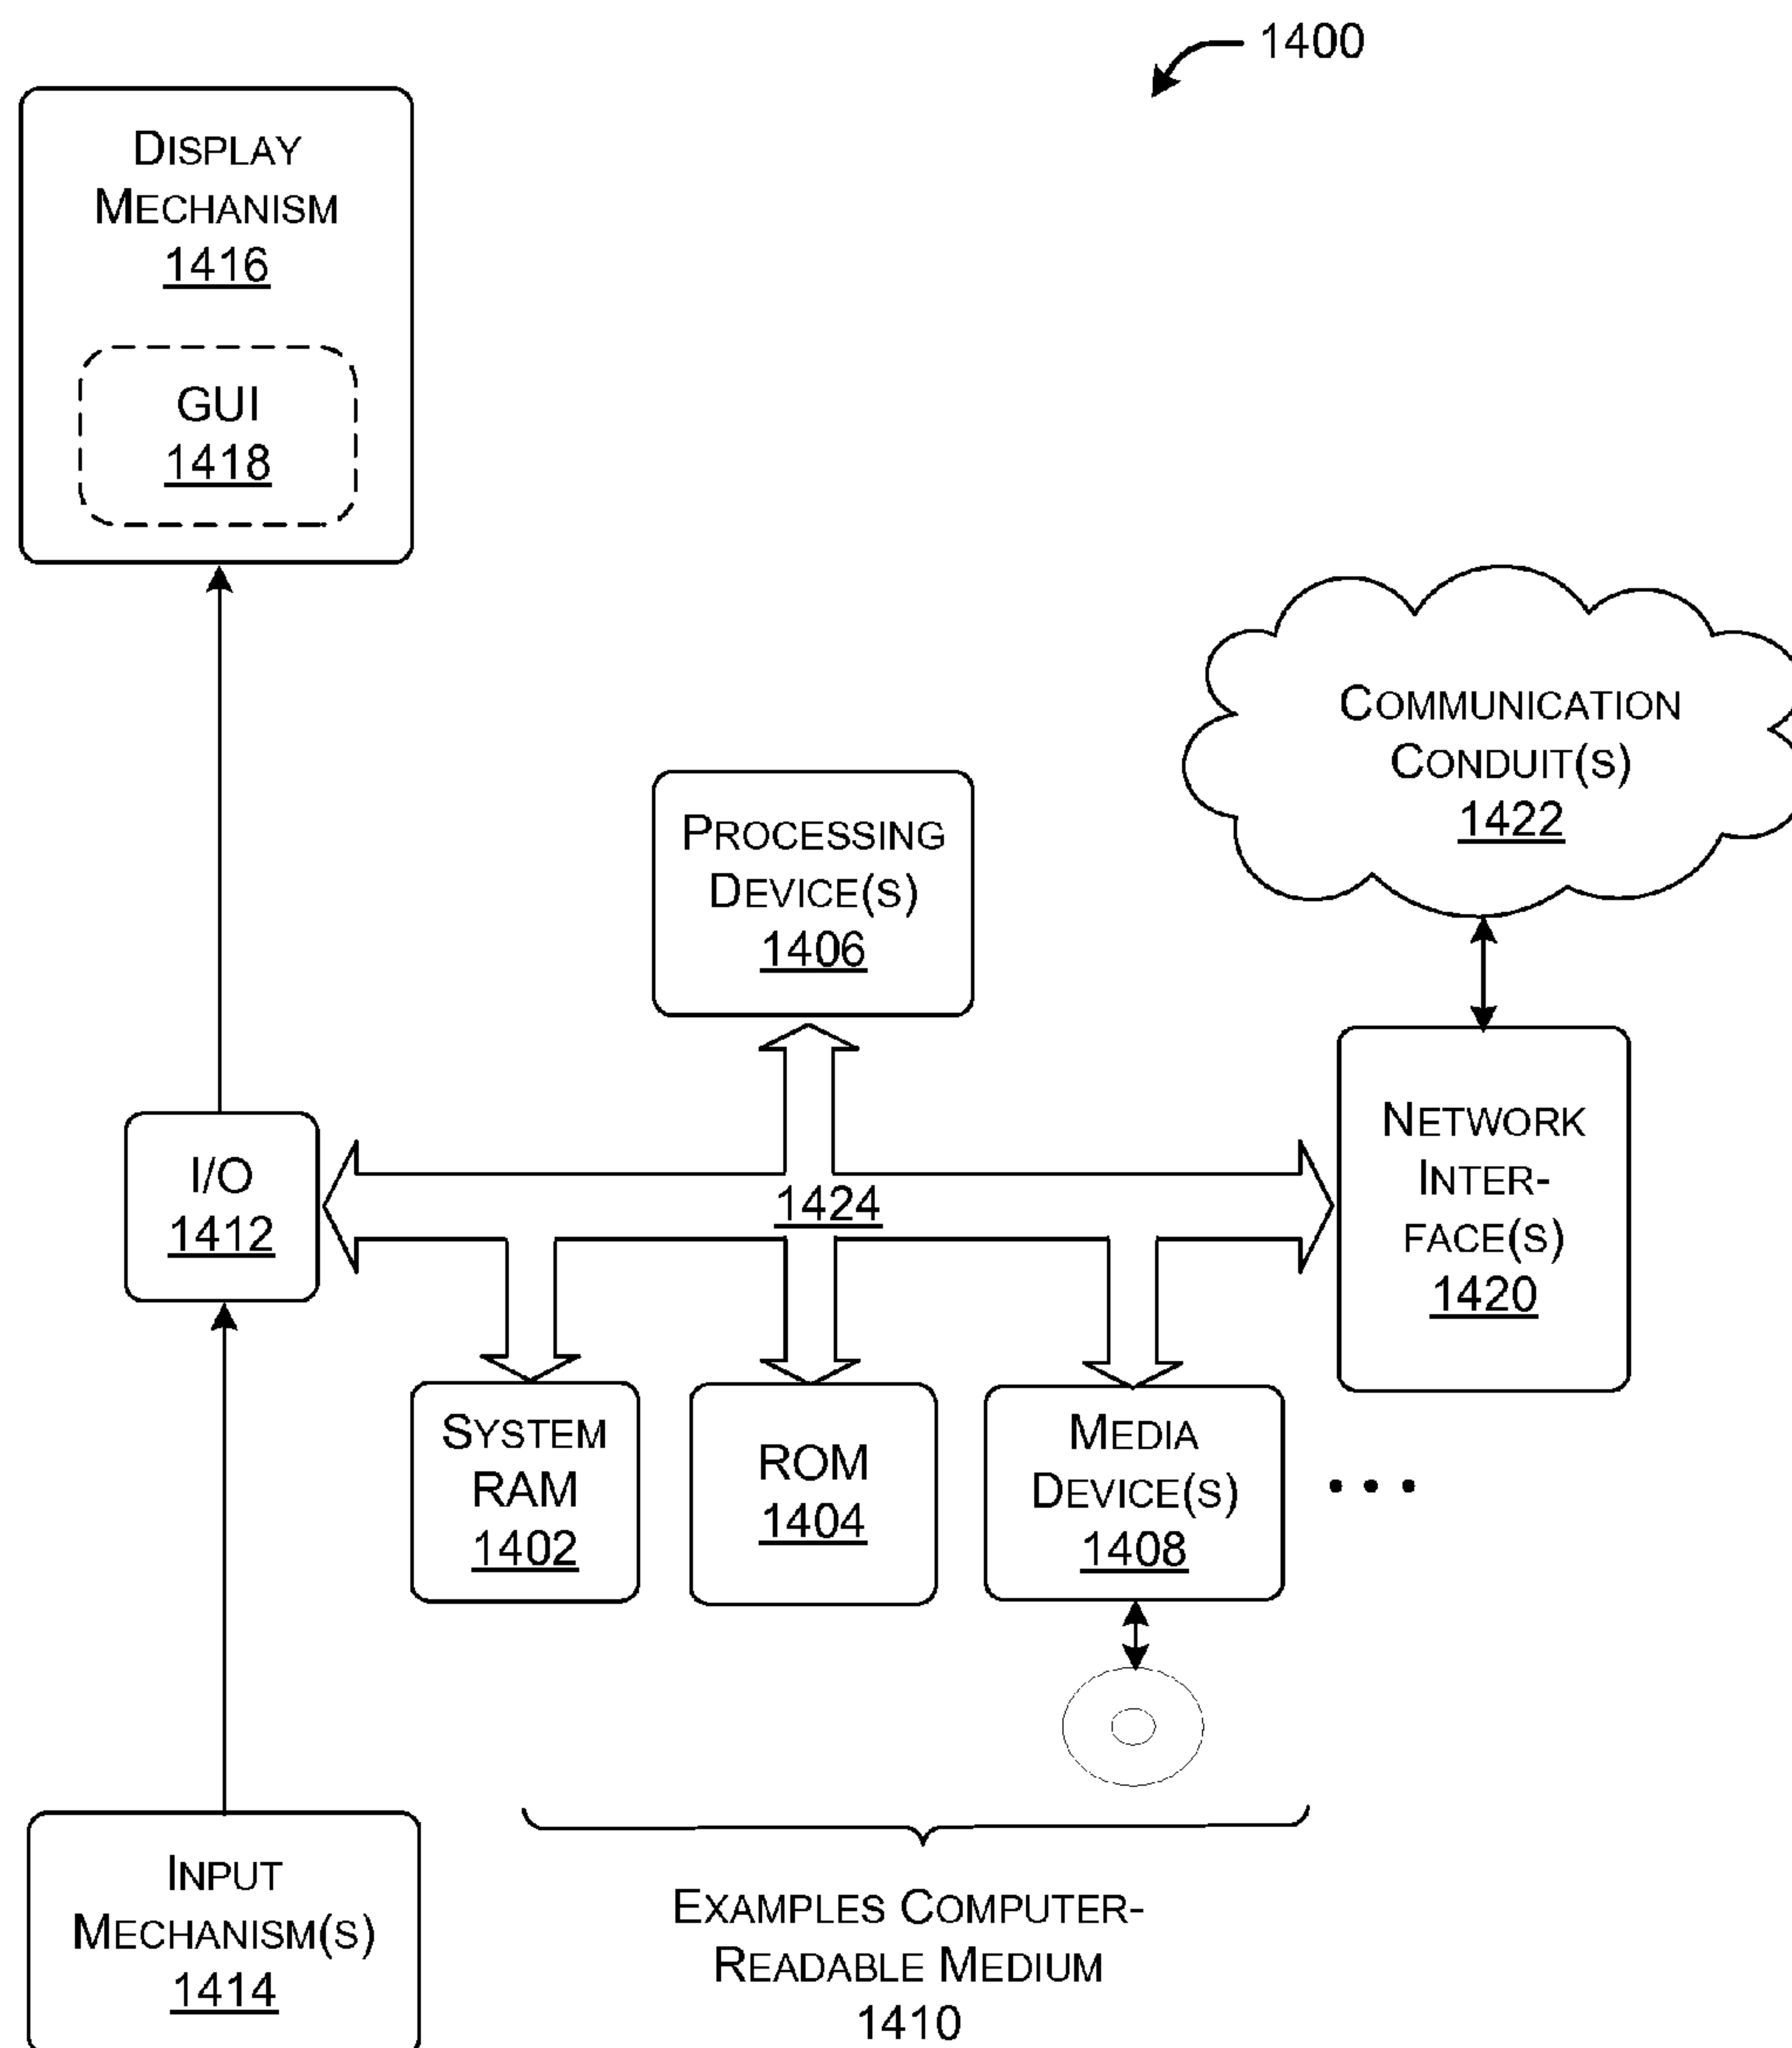 1400
DISPLAY
MECHANISM
1416
GUI
1418
COMMUNICATION
CONDUIT(S)
1422
PROCESSING
DEVICE(S)
1406
NETWORK
INTER-
FACE(S)
1420
I/O
1412
1424
SYSTEM
RAM
1402
ROM
1404
MEDIA
DEVICE(S)
1408
• • •
INPUT
MECHANISM(S)
1414
EXAMPLES COMPUTER-
READABLE MEDIUM
1410